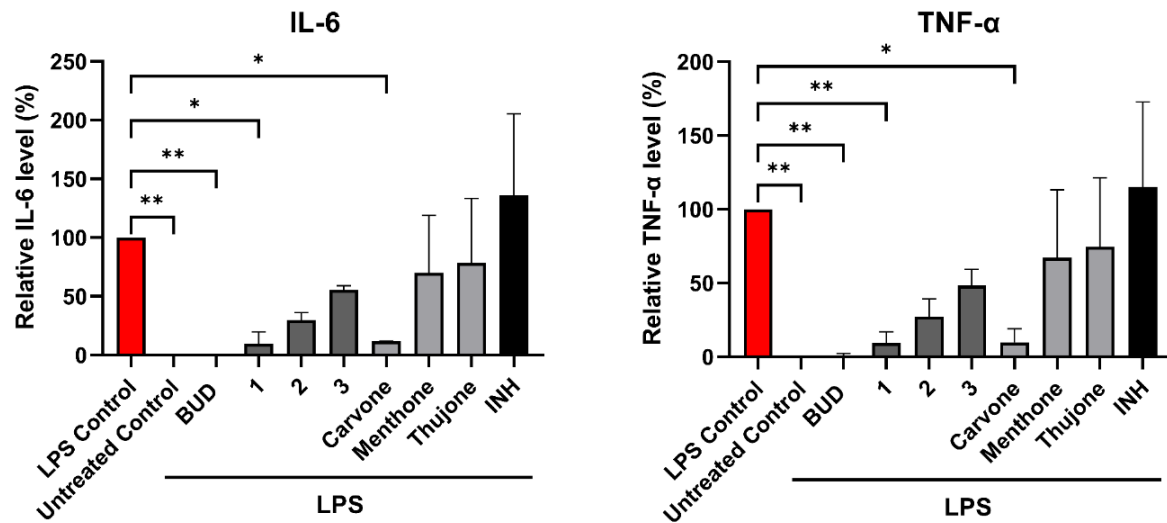 IL-6
Relative IL-6 level (%)
250
200
150
100
50
0
*
*
**
**
LPS Control
Untreated Control
BUD
1
2
3
Carvone
Menthone
Thujone
INH
LPS
TNF-α
Relative TNF-α level (%)
200
150
100
50
0
*
**
**
**
LPS Control
Untreated Control
BUD
1
2
3
Carvone
Menthone
Thujone
INH
LPS